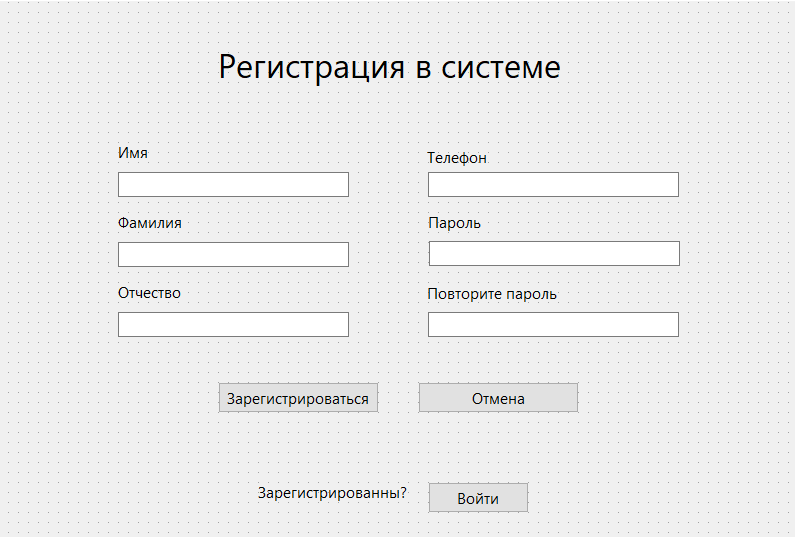 Регистрация в системе
Имя
Телефон
Фамилия
Пароль
Отчество
Повторите пароль
Зарегистрироваться
Отмена
Зарегистрированны?
Войти